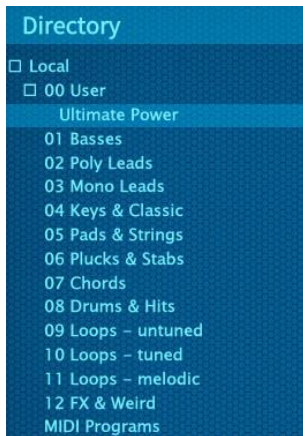 Directory
Local
00 User
Ultimate Power
01 Basses
02 Poly Leads
03 Mono Leads
04 Keys & Classic
05 Pads & Strings
06 Plucks & Stabs
07 Chords
08 Drums & Hits
09 Loops – untuned
10 Loops – tuned
11 Loops – melodic
12 FX & Weird
MIDI Programs